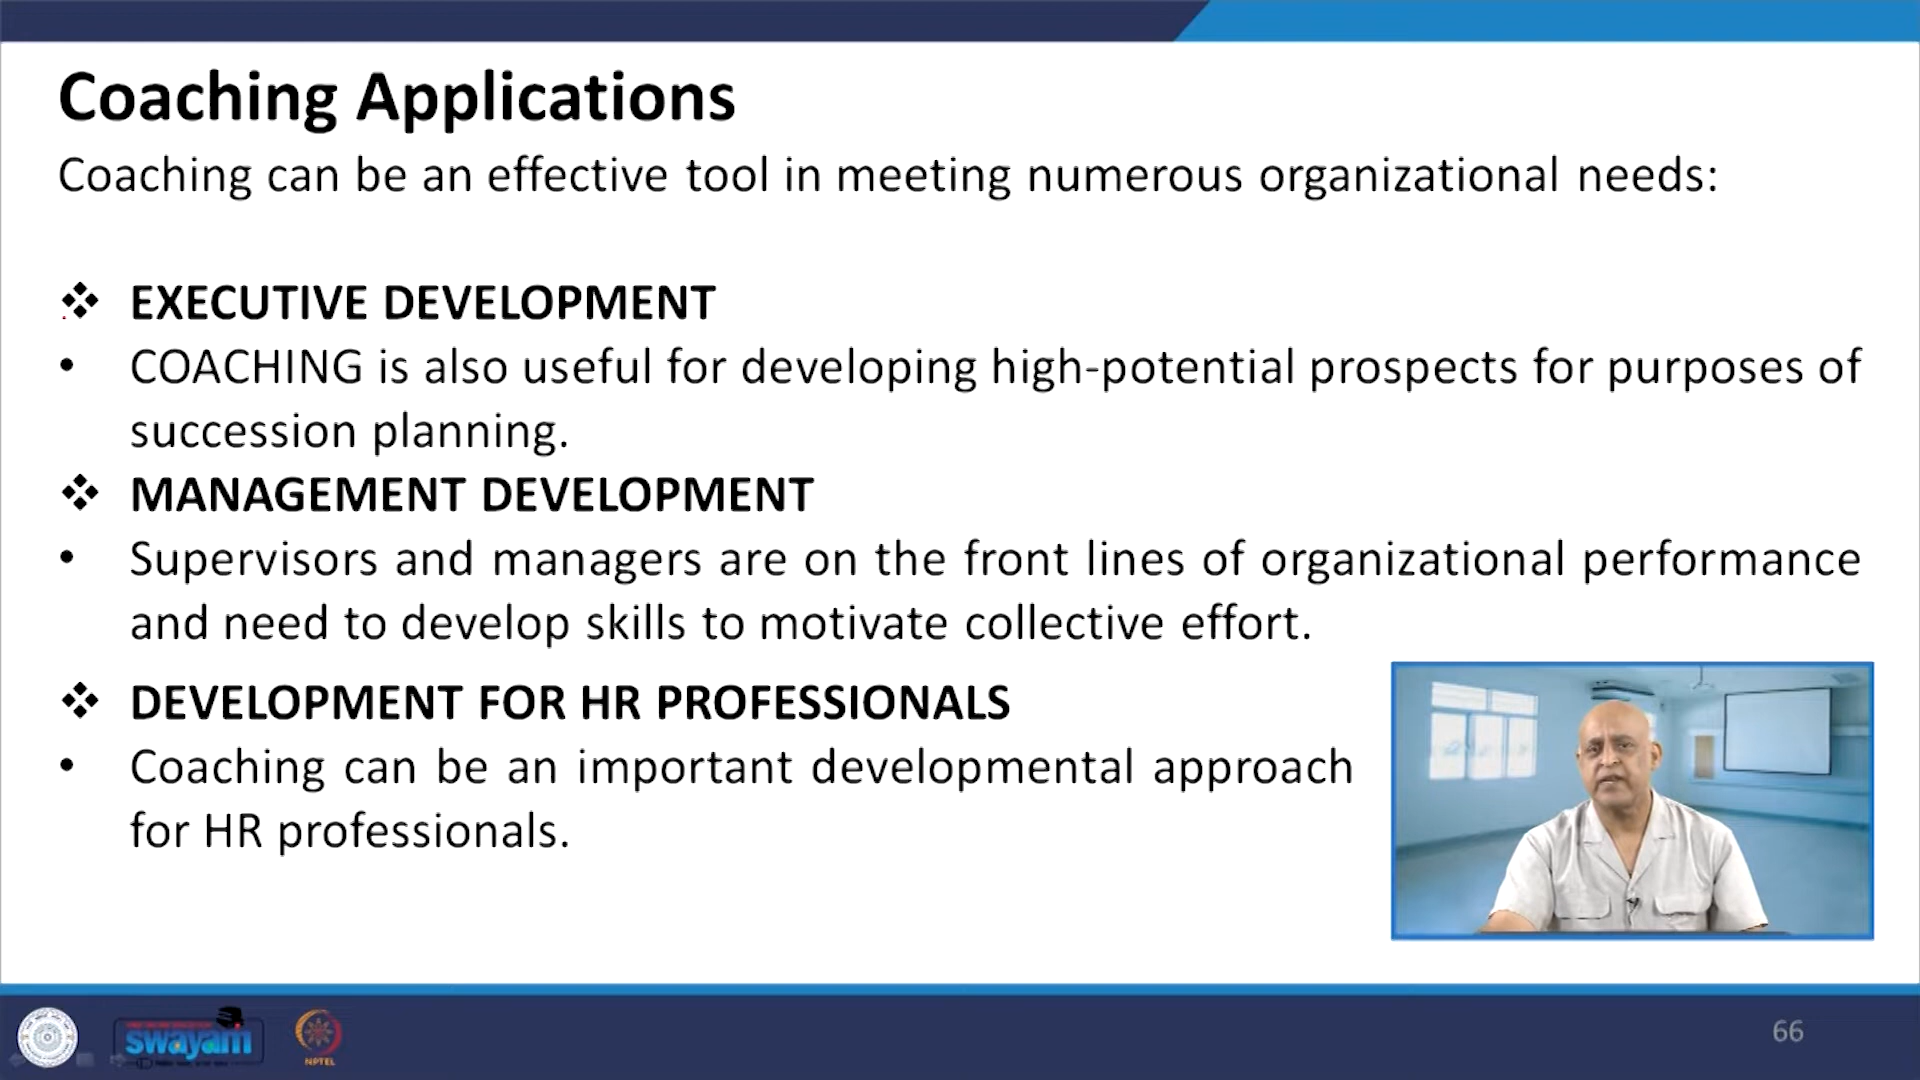 Coaching Applications
Coaching can be an effective tool in meeting numerous organizational needs:
❖ EXECUTIVE DEVELOPMENT
• COACHING is also useful for developing high-potential prospects for purposes of
succession planning.
❖ MANAGEMENT DEVELOPMENT
• Supervisors and managers are on the front lines of organizational performance
and need to develop skills to motivate collective effort.
❖ DEVELOPMENT FOR HR PROFESSIONALS
• Coaching can be an important developmental approach
for HR professionals.
swayam
NPTEL
66